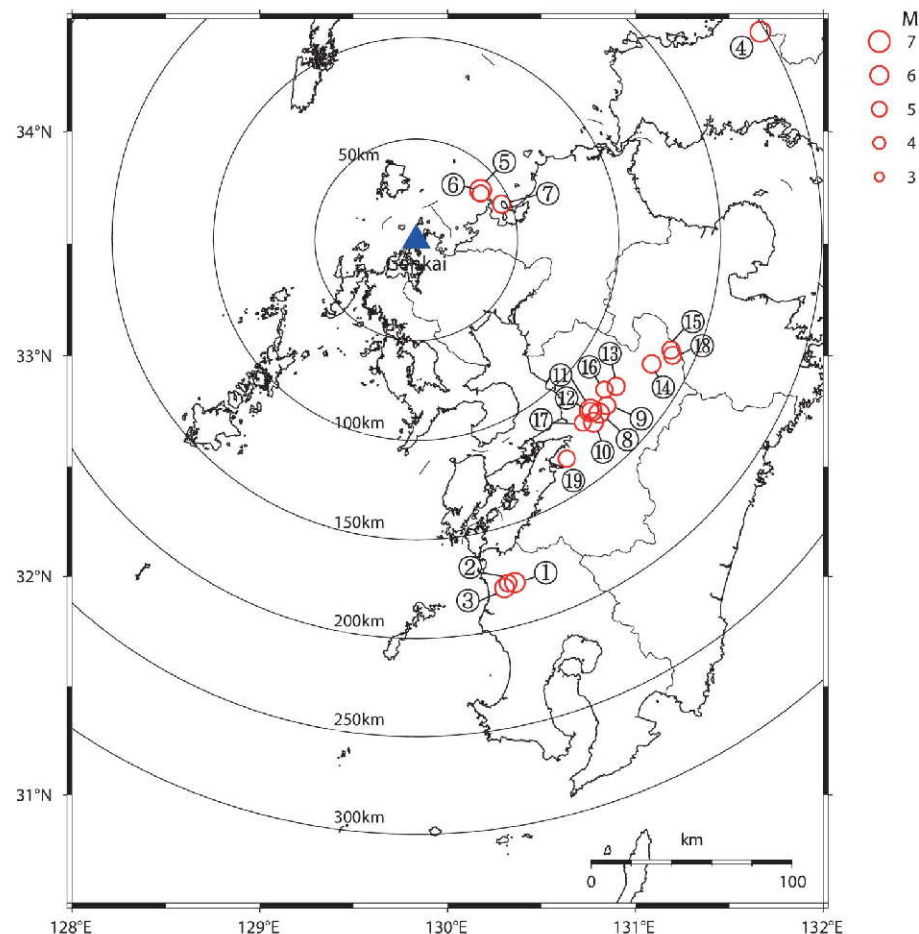 M
7
6
5
4
3
④
34°N
50km
⑤
⑥
⑦
Genkai
33°N
⑮
⑱
⑬
⑯
⑪
⑭
⑫
⑨
⑰
⑧
⑩
100km
⑲
150km
②
①
32°N
③
200km
250km
31°N
300km
km
0
100
128°E
129°E
130°E
131°E
132°E